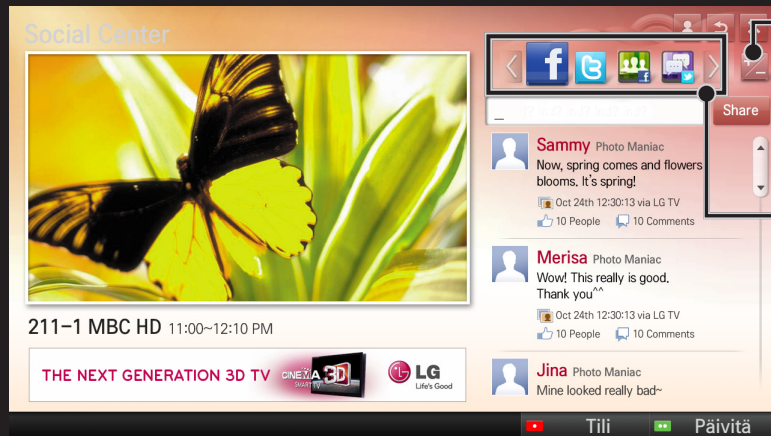 Social Center
Share
Sammy Photo Maniac
Now, spring comes and flowers
blooms. It's spring!
Oct 24th 12:30:13 via LG TV
10 People 10 Comments
Merisa Photo Maniac
Wow! This really is good.
Thank you^^
Oct 24th 12:30:13 via LG TV
10 People 10 Comments
Jina Photo Maniac
Mine looked really bad~
211-1 MBC HD 11:00~12:10 PM
THE NEXT GENERATION 3D TV CINEMA 3D SMART TV LG Life's Good
Tili Päivitä